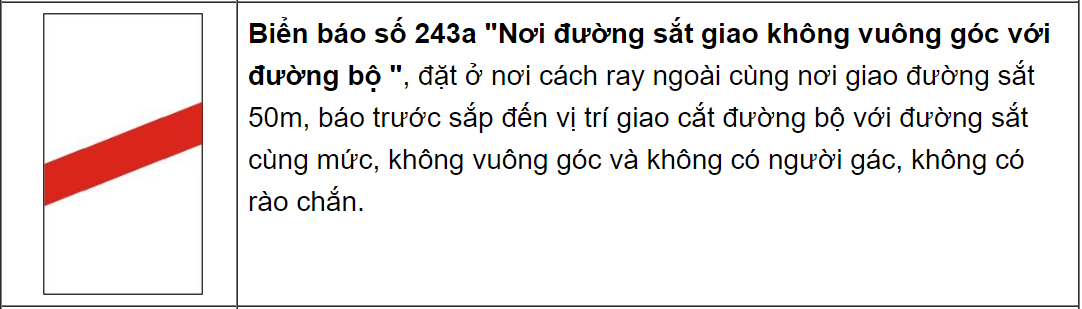 Biển báo số 243a "Nơi đường sắt giao không vuông góc với
đường bộ ", đặt ở nơi cách ray ngoài cùng nơi giao đường sắt
50m, báo trước sắp đến vị trí giao cắt đường bộ với đường sắt
cùng mức, không vuông góc và không có người gác, không có
rào chắn.